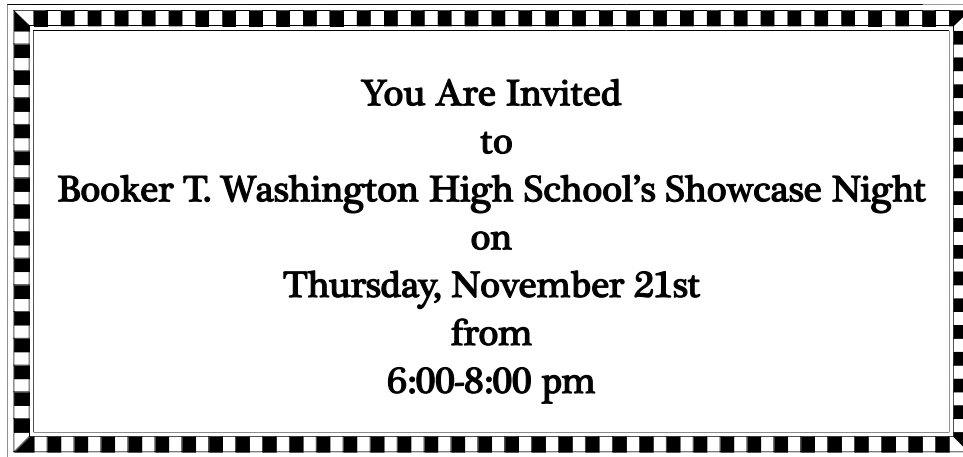 You Are Invited
to
Booker T. Washington High School’s Showcase Night
on
Thursday, November 21st
from
6:00-8:00 pm